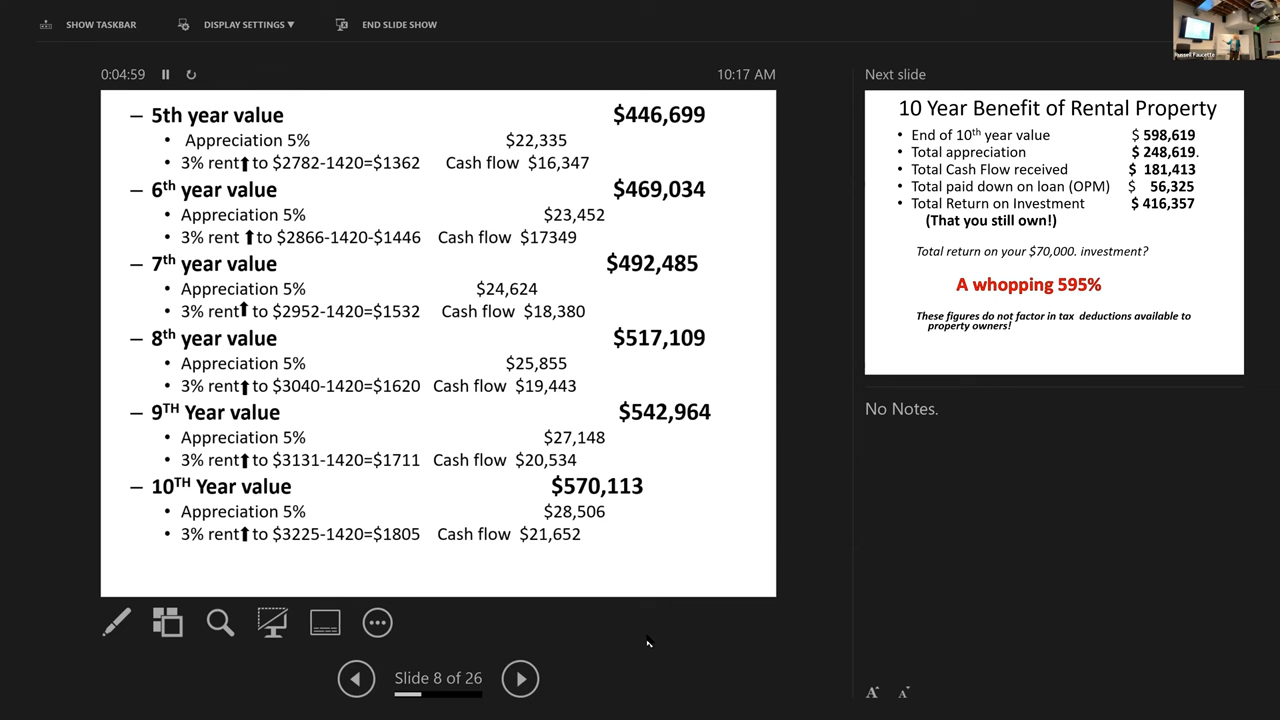 SHOW TASKBAR DISPLAY SETTINGS ▼ END SLIDE SHOW
Russell Faucette
0:04:59 10:17 AM
– 5th year value $446,699
• Appreciation 5% $22,335
• 3% rent⬆to $2782-1420=$1362 Cash flow $16,347
– 6th year value $469,034
• Appreciation 5% $23,452
• 3% rent ⬆to $2866-1420-$1446 Cash flow $17349
– 7th year value $492,485
• Appreciation 5% $24,624
• 3% rent⬆to $2952-1420=$1532 Cash flow $18,380
– 8th year value $517,109
• Appreciation 5% $25,855
• 3% rent⬆to $3040-1420=$1620 Cash flow $19,443
– 9TH Year value $542,964
• Appreciation 5% $27,148
• 3% rent⬆to $3131-1420=$1711 Cash flow $20,534
– 10TH Year value $570,113
• Appreciation 5% $28,506
• 3% rent⬆to $3225-1420=$1805 Cash flow $21,652
Slide 8 of 26
Next slide
10 Year Benefit of Rental Property
• End of 10th year value $ 598,619
• Total appreciation $ 248,619.
• Total Cash Flow received $ 181,413
• Total paid down on loan (OPM) $ 56,325
• Total Return on Investment $ 416,357
(That you still own!)
Total return on your $70,000. investment?
A whopping 595%
These figures do not factor in tax deductions available to
property owners!
No Notes.
A A